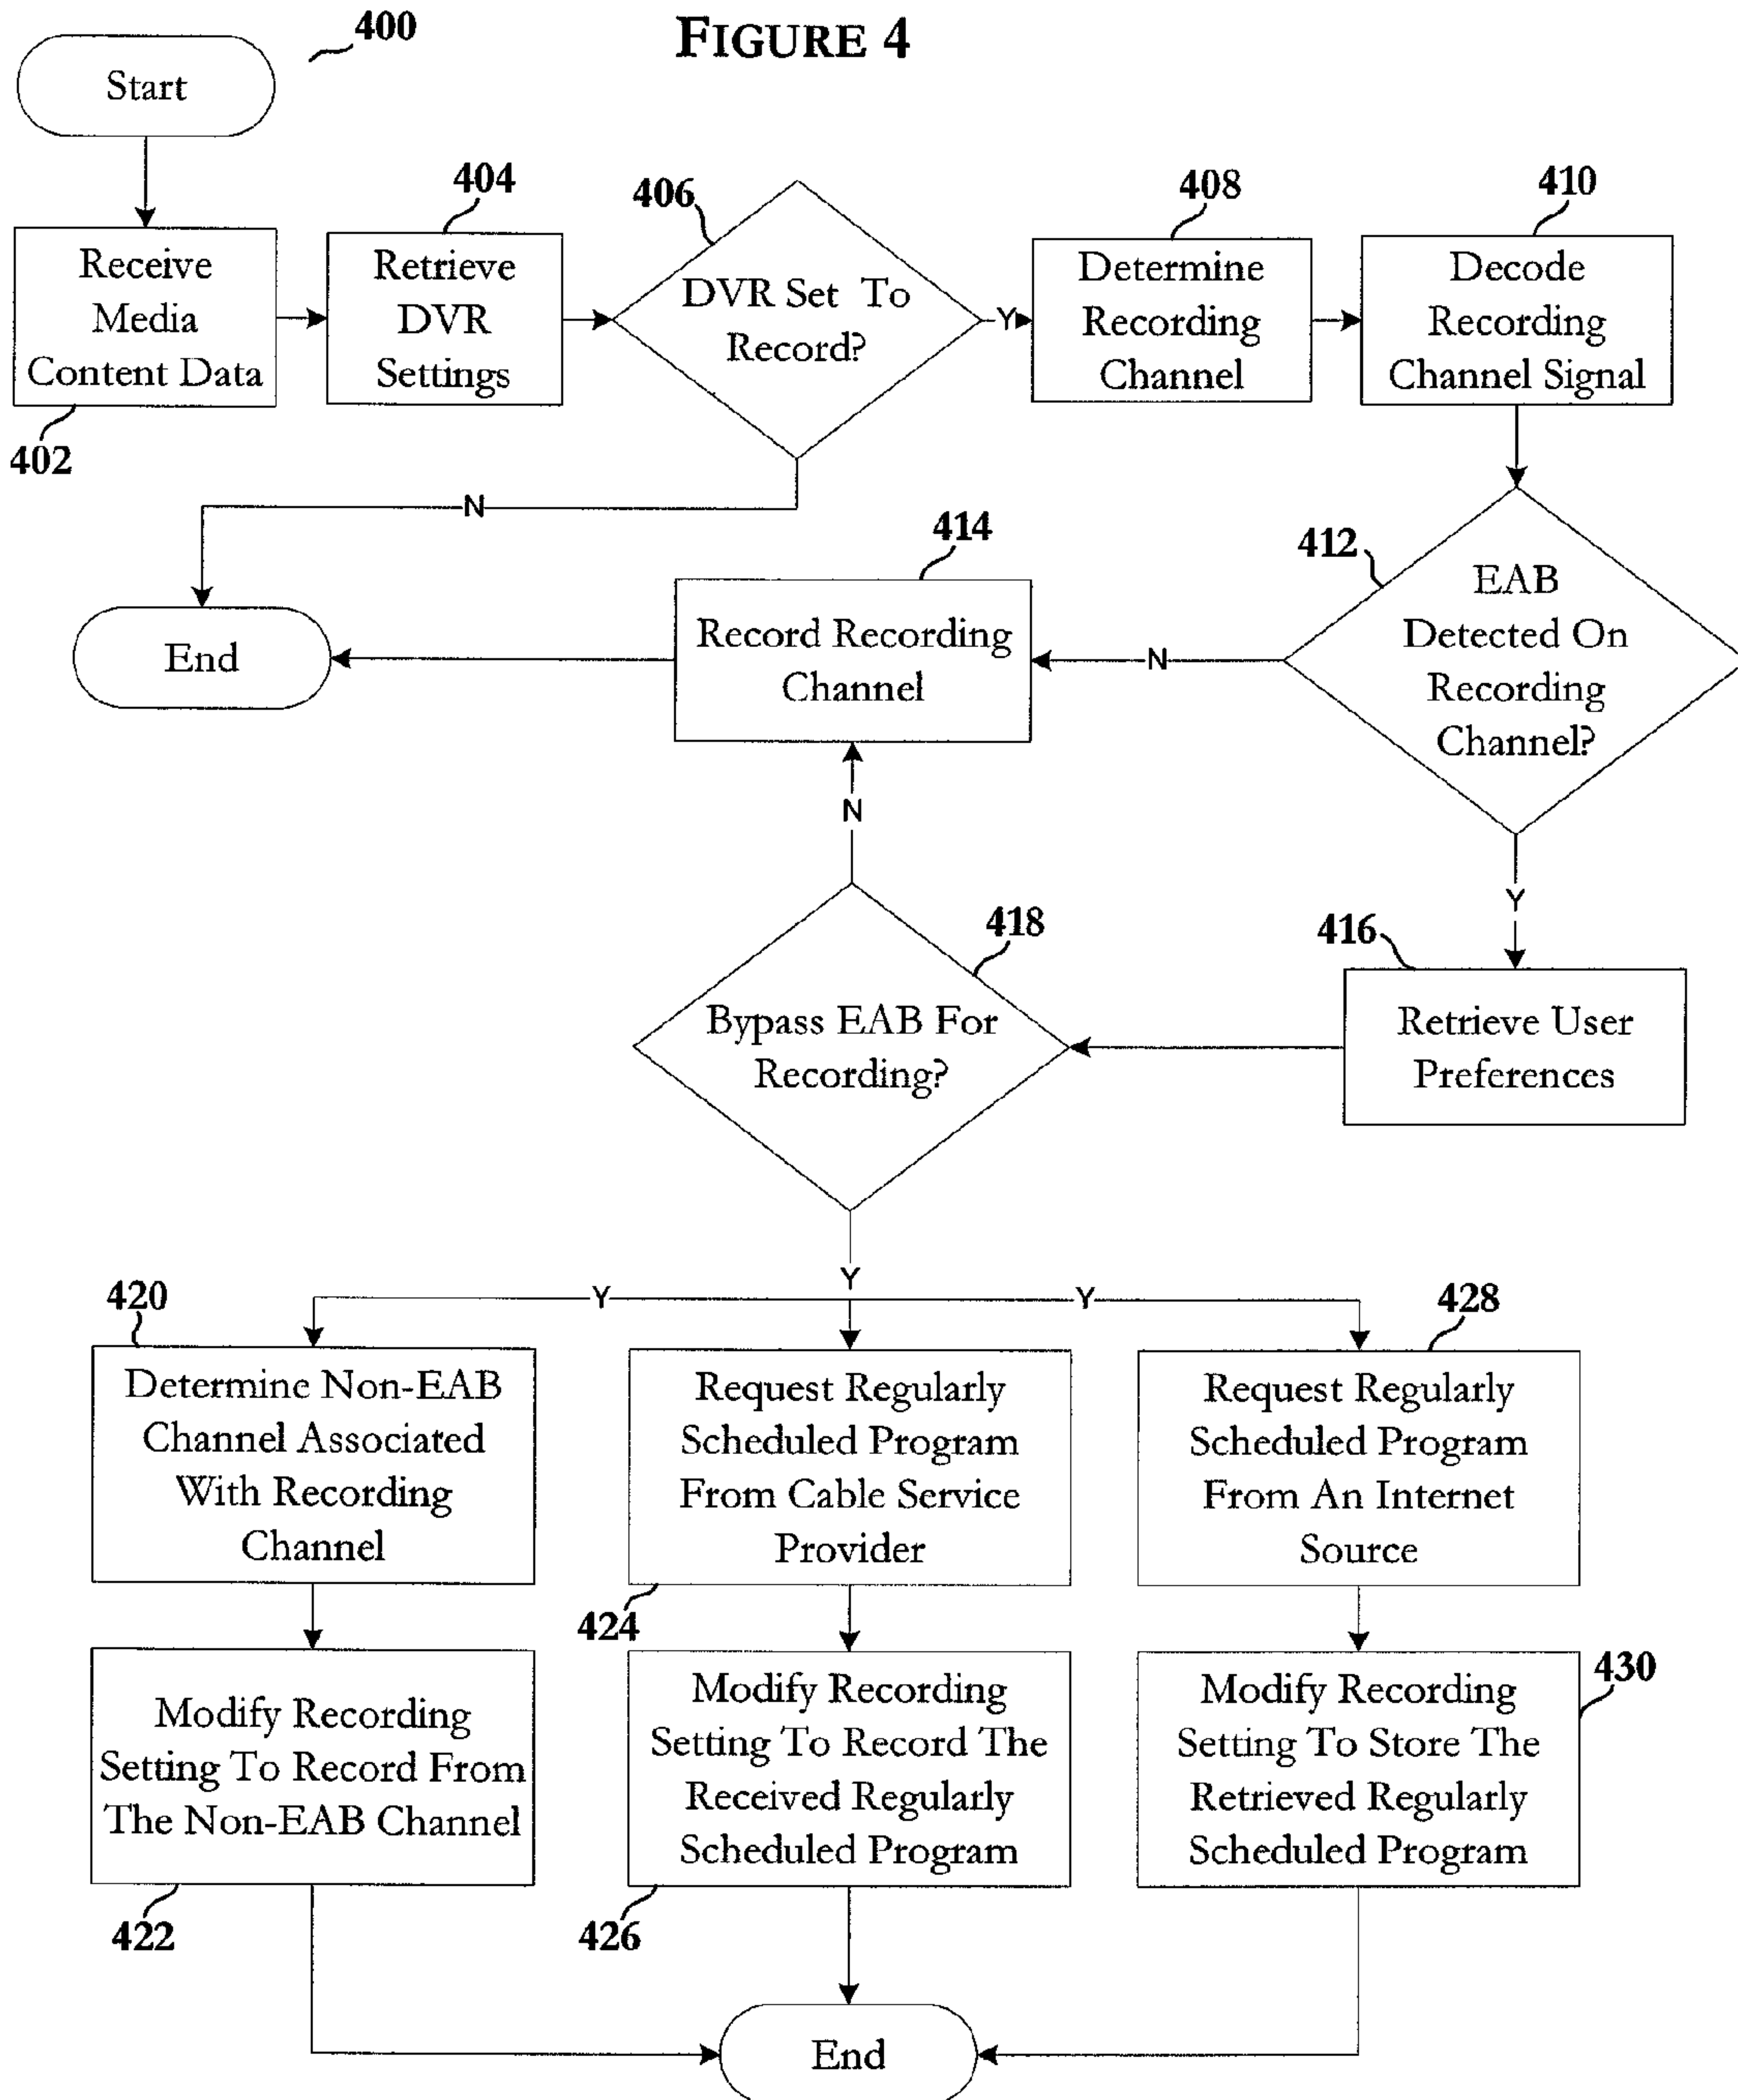 FIGURE 4
400
Start
402
Receive
Media
Content Data
404
Retrieve
DVR
Settings
406
DVR Set To
Record?
Y
N
408
Determine
Recording
Channel
410
Decode
Recording
Channel Signal
412
EAB
Detected On
Recording
Channel?
N
Y
414
Record Recording
Channel
End
416
Retrieve User
Preferences
418
Bypass EAB For
Recording?
N
Y
Y
Y
420
Determine Non-EAB
Channel Associated
With Recording
Channel
424
Request Regularly
Scheduled Program
From Cable Service
Provider
428
Request Regularly
Scheduled Program
From An Internet
Source
422
Modify Recording
Setting To Record From
The Non-EAB Channel
426
Modify Recording
Setting To Record The
Received Regularly
Scheduled Program
430
Modify Recording
Setting To Store The
Retrieved Regularly
Scheduled Program
End